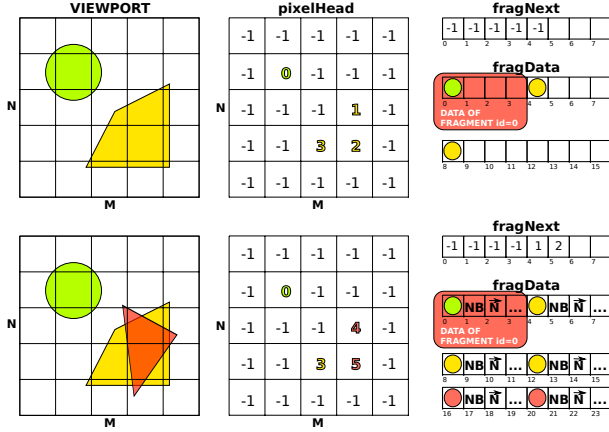 VIEWPORT
pixelHead
fragNext
-1 -1 -1 -1 -1
-1 -1 -1 -1 -1
0 1 2 3 4 5 6 7
-1 0 -1 -1 -1
fragData
N
N
-1 -1 -1 1 -1
0 1 2 3 4 5 6 7
DATA OF
FRAGMENT id=0
-1 -1 3 2 -1
-1 -1 -1 -1 -1
8 9 10 11 12 13 14 15
M
M
fragNext
-1 -1 -1 -1 -1
-1 -1 -1 -1 1 2
0 1 2 3 4 5 6 7
-1 0 -1 -1 -1
fragData
NB N ... NB N ...
0 1 2 3 4 5 6 7
N
N
-1 -1 -1 4 -1
DATA OF
FRAGMENT id=0
-1 -1 3 5 -1
NB N ... NB N ...
8 9 10 11 12 13 14 15
-1 -1 -1 -1 -1
NB N ... NB N ...
16 17 18 19 20 21 22 23
M
M